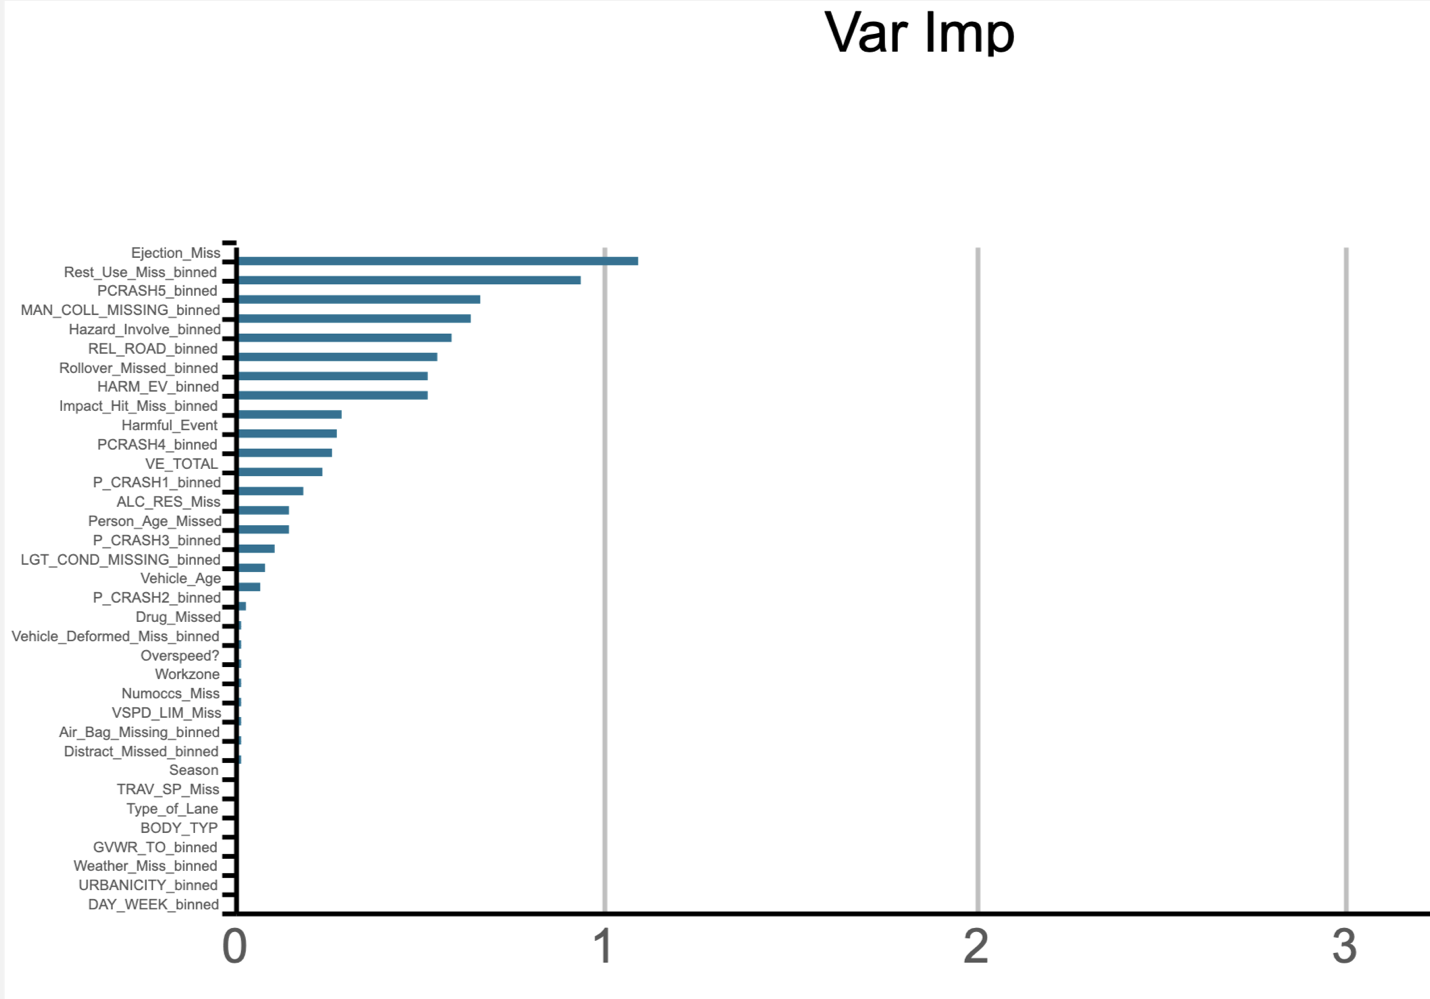 Var Imp
Ejection_Miss
Rest_Use_Miss_binned
PCRASH5_binned
MAN_COLL_MISSING_binned
Hazard_Involve_binned
REL_ROAD_binned
Rollover_Missed_binned
HARM_EV_binned
Impact_Hit_Miss_binned
Harmful_Event
PCRASH4_binned
VE_TOTAL
P_CRASH1_binned
ALC_RES_Miss
Person_Age_Missed
P_CRASH3_binned
LGT_COND_MISSING_binned
Vehicle_Age
P_CRASH2_binned
Drug_Missed
Vehicle_Deformed_Miss_binned
Overspeed?
Workzone
Numoccs_Miss
VSPD_LIM_Miss
Air_Bag_Missing_binned
Distract_Missed_binned
Season
TRAV_SP_Miss
Type_of_Lane
BODY_TYP
GVWR_TO_binned
Weather_Miss_binned
URBANICITY_binned
DAY_WEEK_binned
0 1 2 3